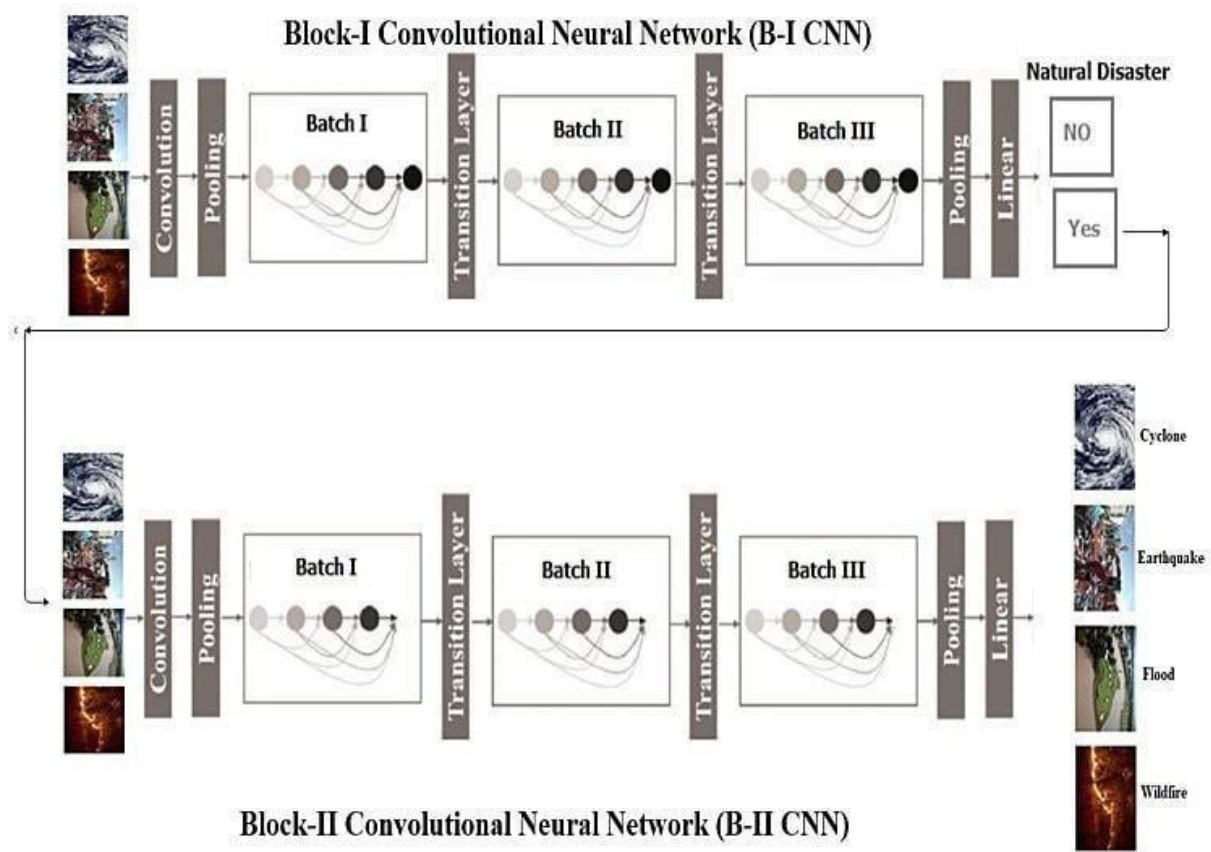 Block-I Convolutional Neural Network (B-I CNN)
Natural Disaster
Convolution
Pooling
Batch I
Transition Layer
Batch II
Transition Layer
Batch III
Pooling
Linear
NO
Yes
Convolution
Pooling
Batch I
Transition Layer
Batch II
Transition Layer
Batch III
Pooling
Linear
Cyclone
Earthquake
Flood
Wildfire
Block-II Convolutional Neural Network (B-II CNN)